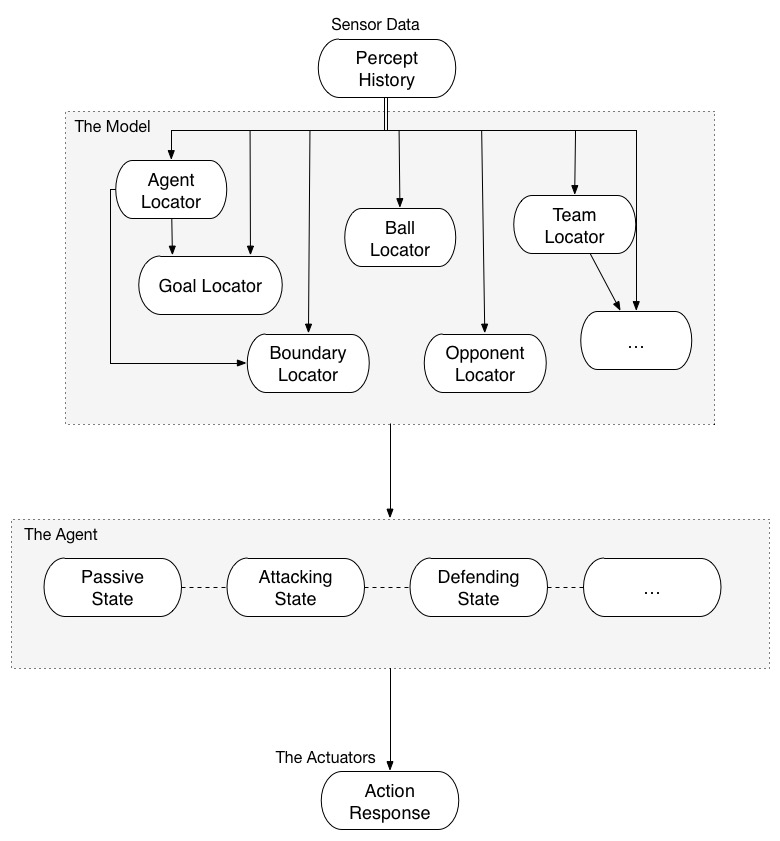 Sensor Data
Percept
History
The Model
Agent
Locator
Ball
Locator
Team
Locator
Goal Locator
Boundary
Locator
Opponent
Locator
...
The Agent
Passive
State
Attacking
State
Defending
State
...
The Actuators
Action
Response